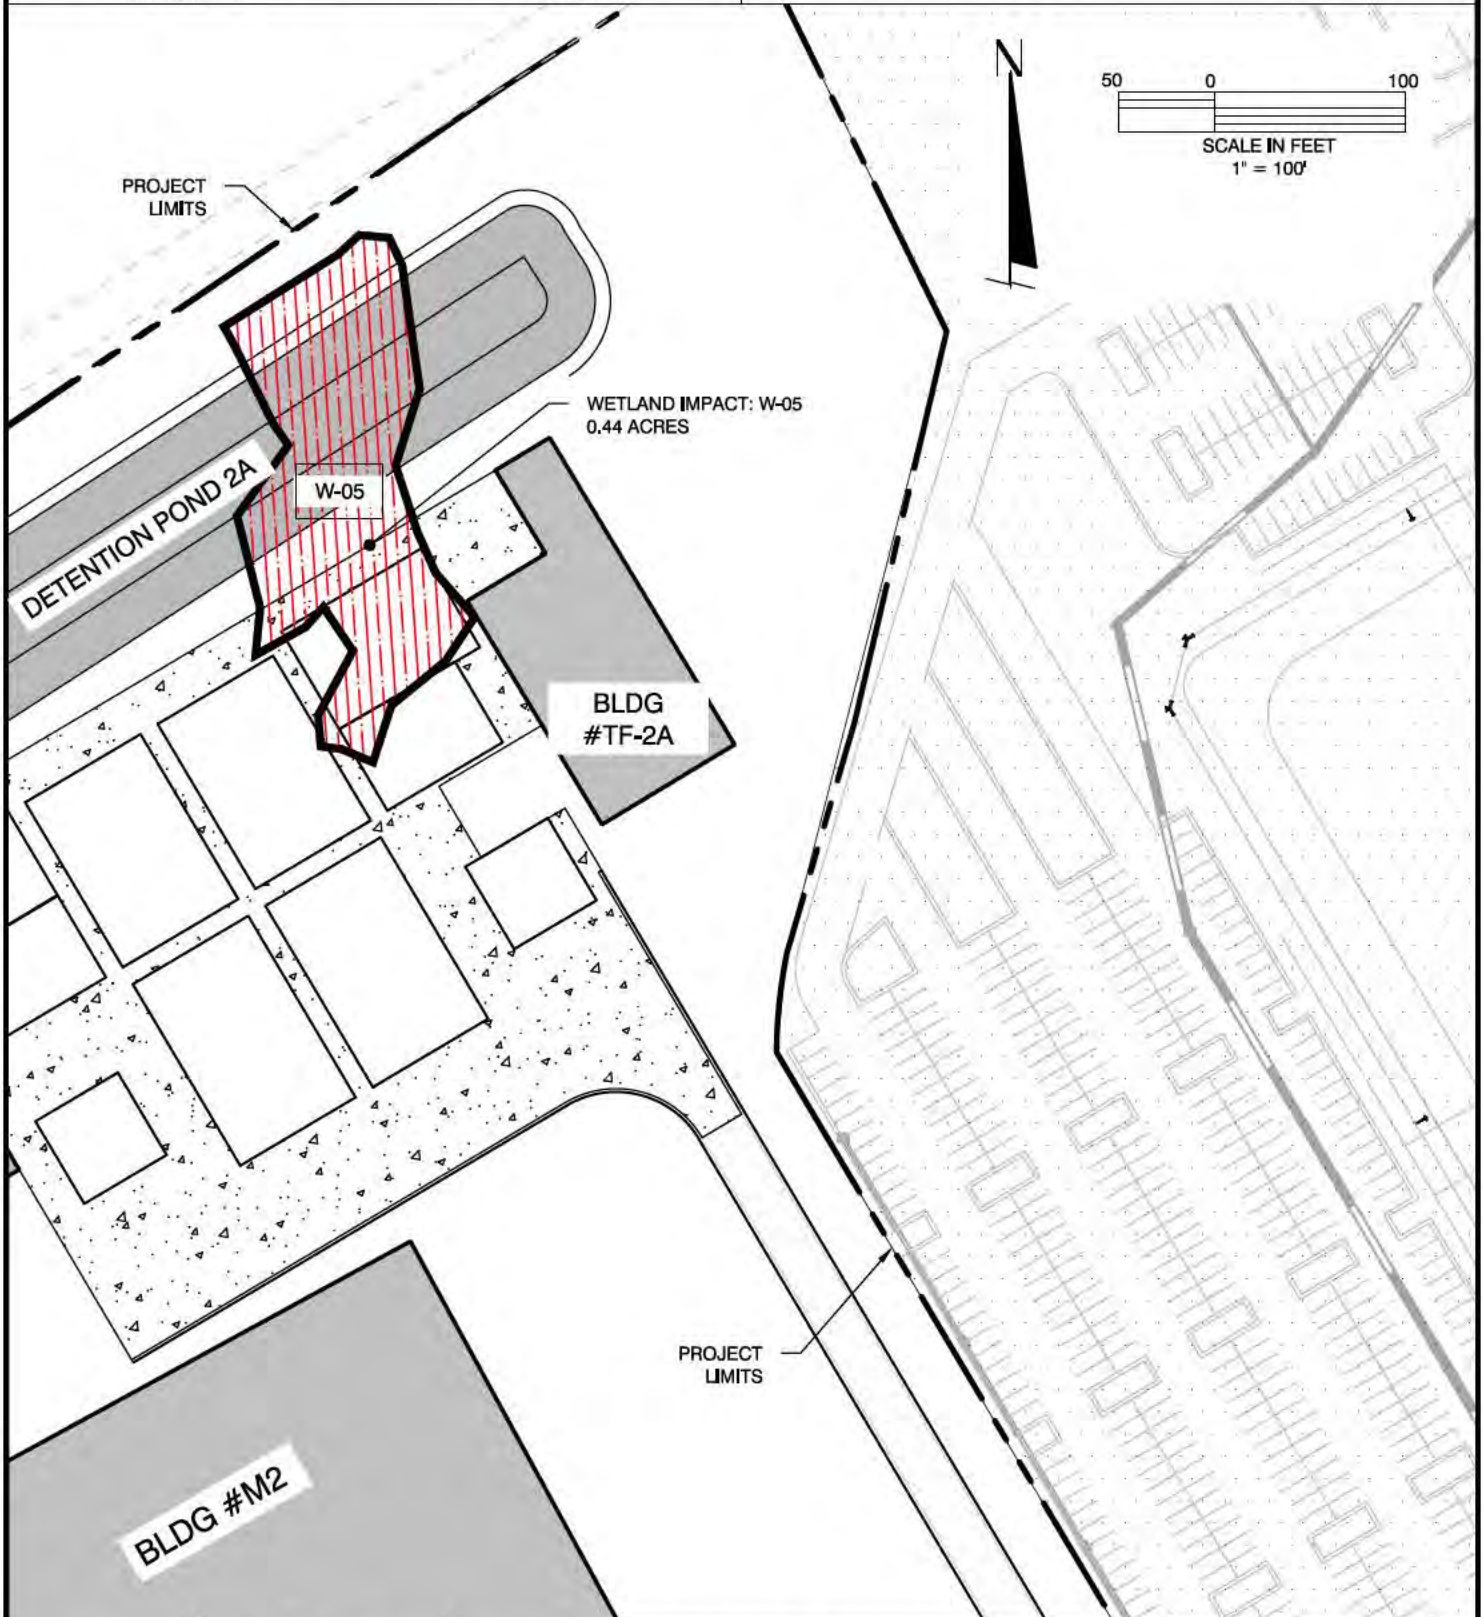 N
50 0 100
SCALE IN FEET
1" = 100'
PROJECT
LIMITS
WETLAND IMPACT: W-05
0.44 ACRES
W-05
DETENTION POND 2A
BLDG
#TF-2A
PROJECT
LIMITS
BLDG #M2